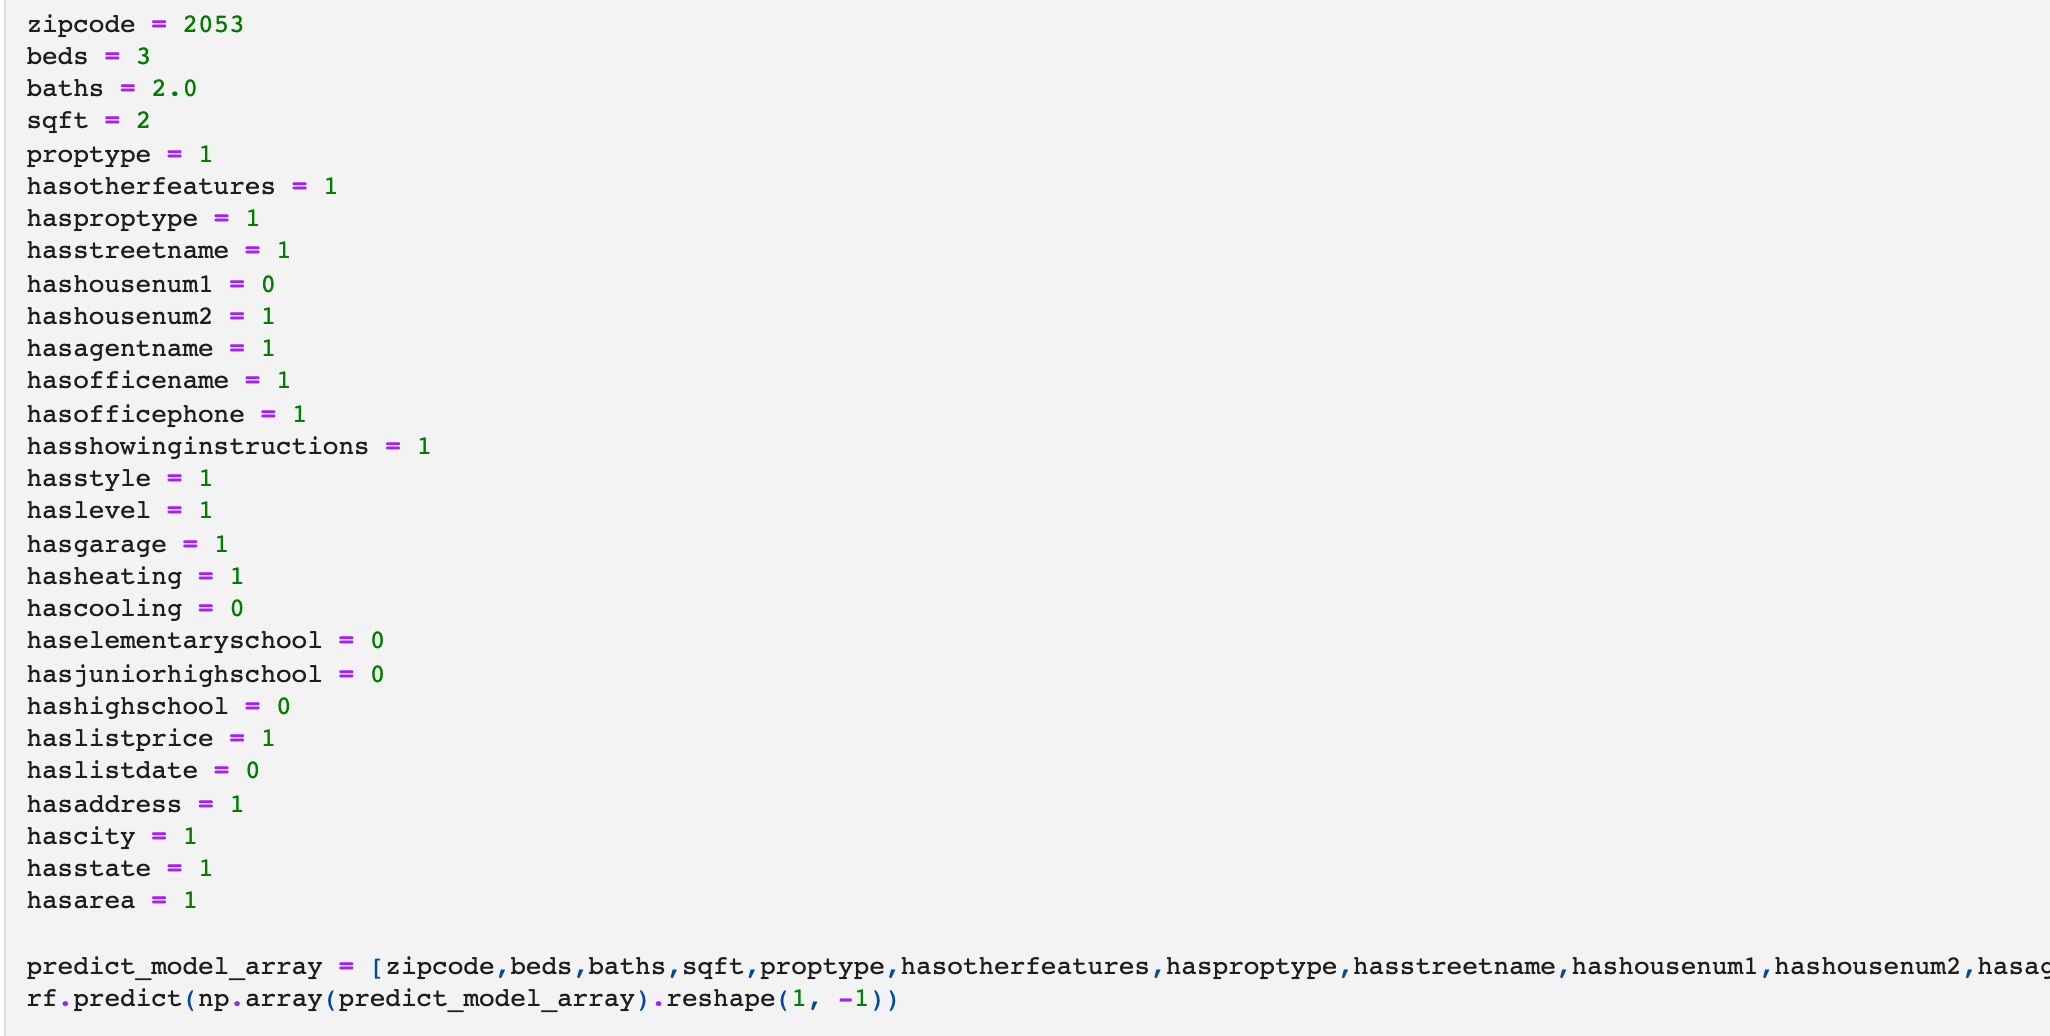 zipcode = 2053
beds = 3
baths = 2.0
sqft = 2
proptype = 1
hasotherfeatures = 1
hasproptype = 1
hasstreetname = 1
hashousenum1 = 0
hashousenum2 = 1
hasagentname = 1
hasofficename = 1
hasofficephone = 1
hasshowinginstructions = 1
hasstyle = 1
haslevel = 1
hasgarage = 1
hasheating = 1
hascooling = 0
haselementaryschool = 0
hasjuniorhighschool = 0
hashighschool = 0
haslistprice = 1
haslistdate = 0
hasaddress = 1
hascity = 1
hasstate = 1
hasarea = 1
predict_model_array = [zipcode,beds,baths,sqft,proptype,hasotherfeatures,hasproptype,hasstreetname,hashousenum1,hashousenum2,hasag
rf.predict(np.array(predict_model_array).reshape(1, -1))